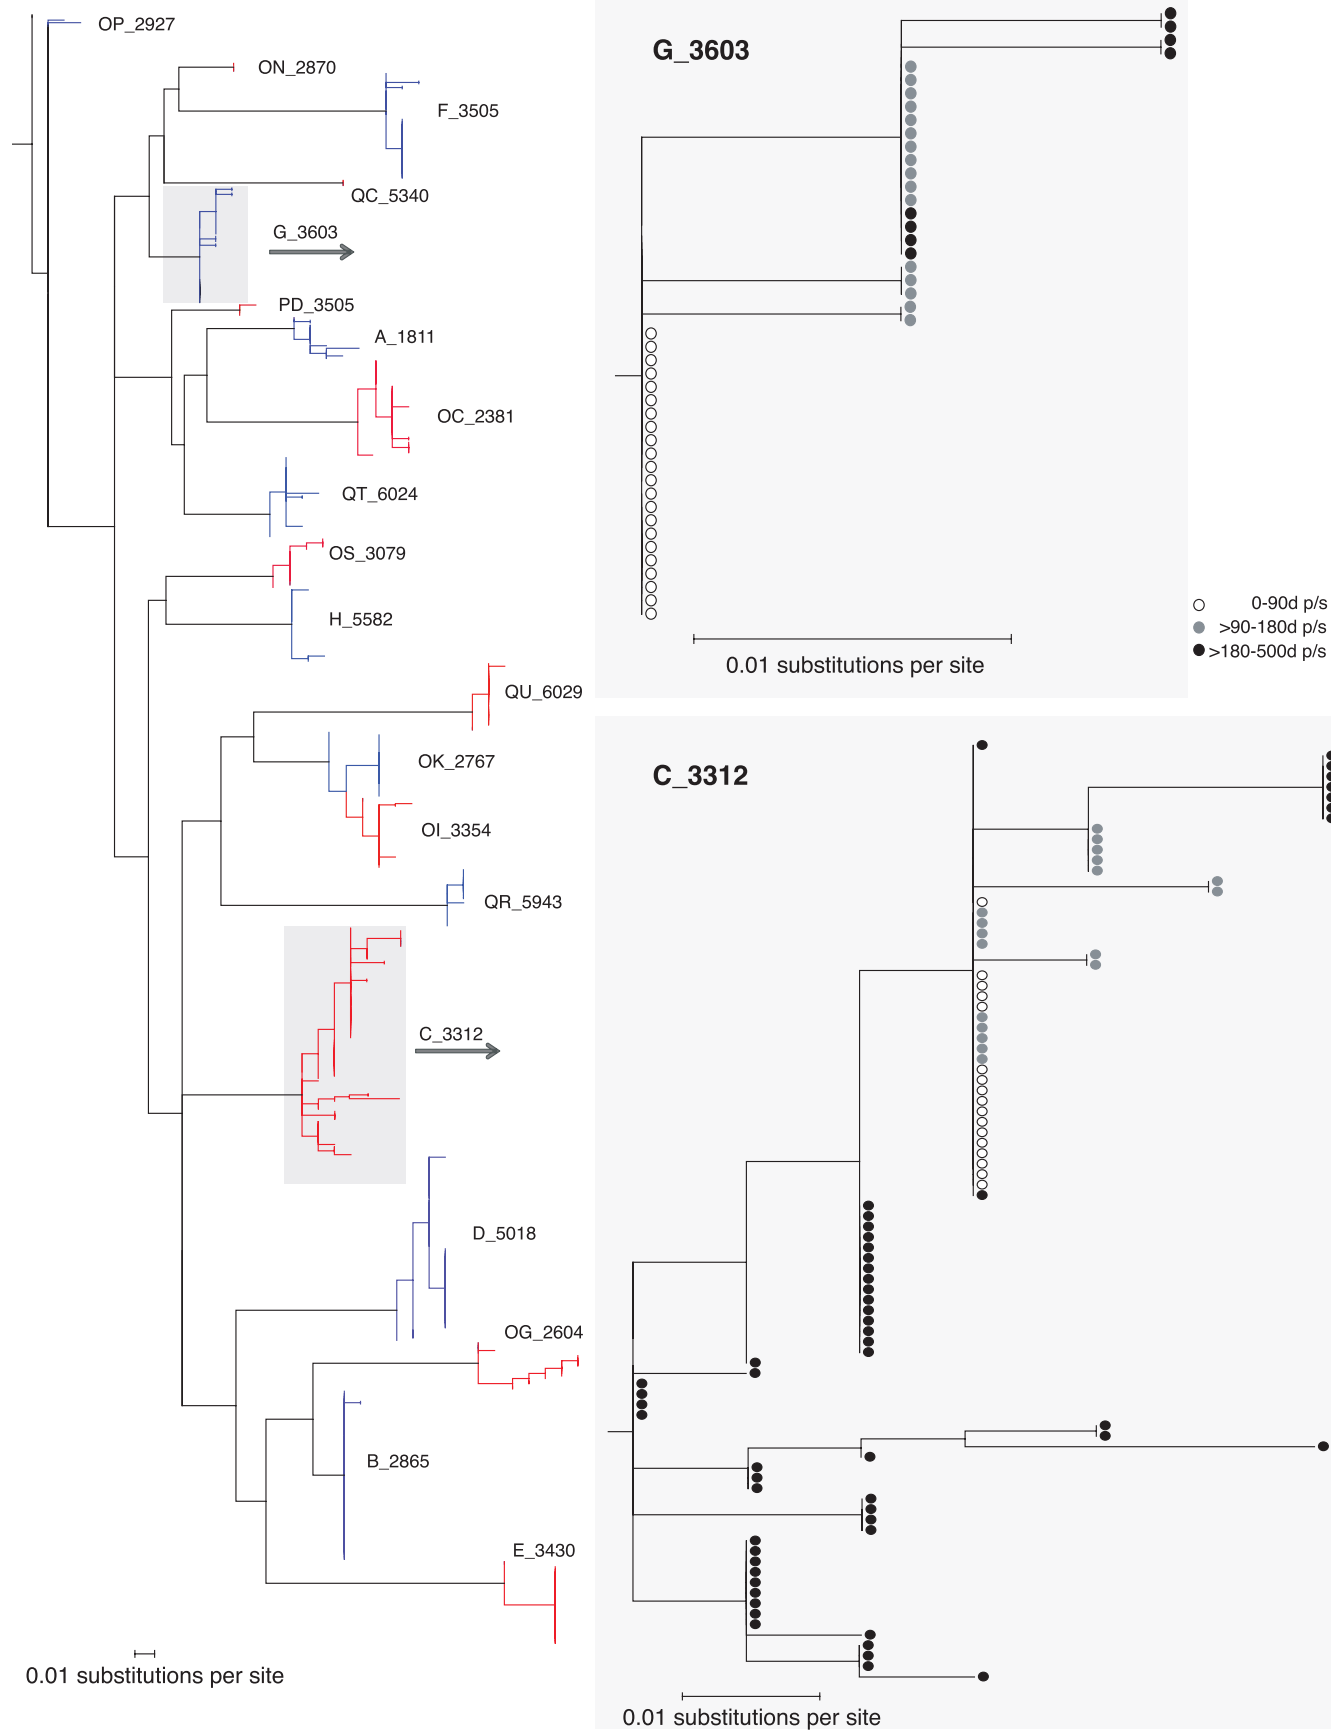 OP_2927
ON_2870
F_3505
QC_5340
G_3603
PD_3505
A_1811
OC_2381
QT_6024
OS_3079
H_5582
QU_6029
OK_2767
OI_3354
QR_5943
C_3312
D_5018
OG_2604
B_2865
E_3430
0.01 substitutions per site
G_3603
0.01 substitutions per site
0-90d p/s
>90-180d p/s
>180-500d p/s
C_3312
0.01 substitutions per site